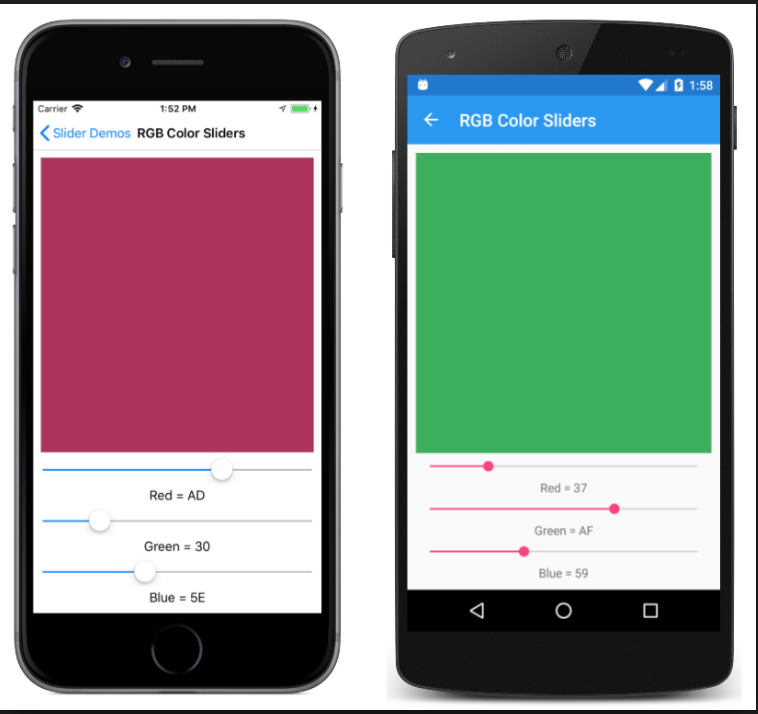 Carrier 1:52 PM
Slider Demos RGB Color Sliders
Red = AD
Green = 30
Blue = 5E
1:58
RGB Color Sliders
Red = 37
Green = AF
Blue = 59